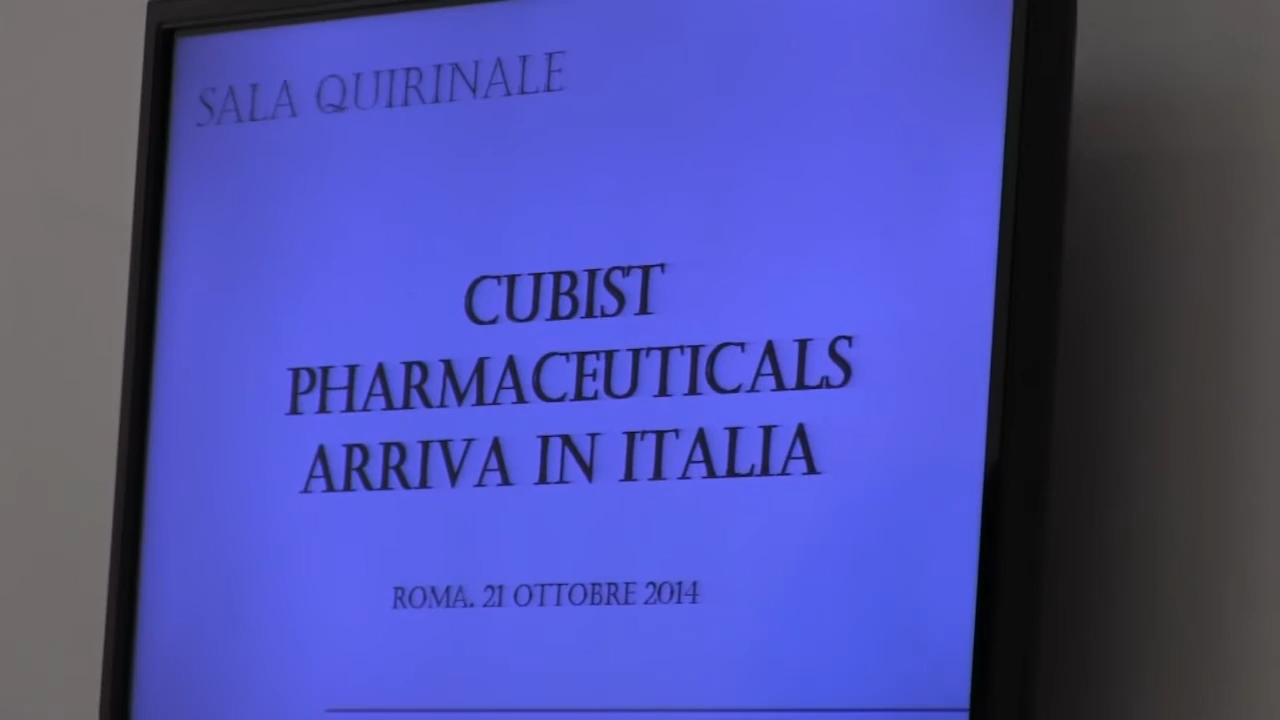 SALA QUIRINALE
CUBIST
PHARMACEUTICALS
ARRIVA IN ITALIA
ROMA, 21 OTTOBRE 2014